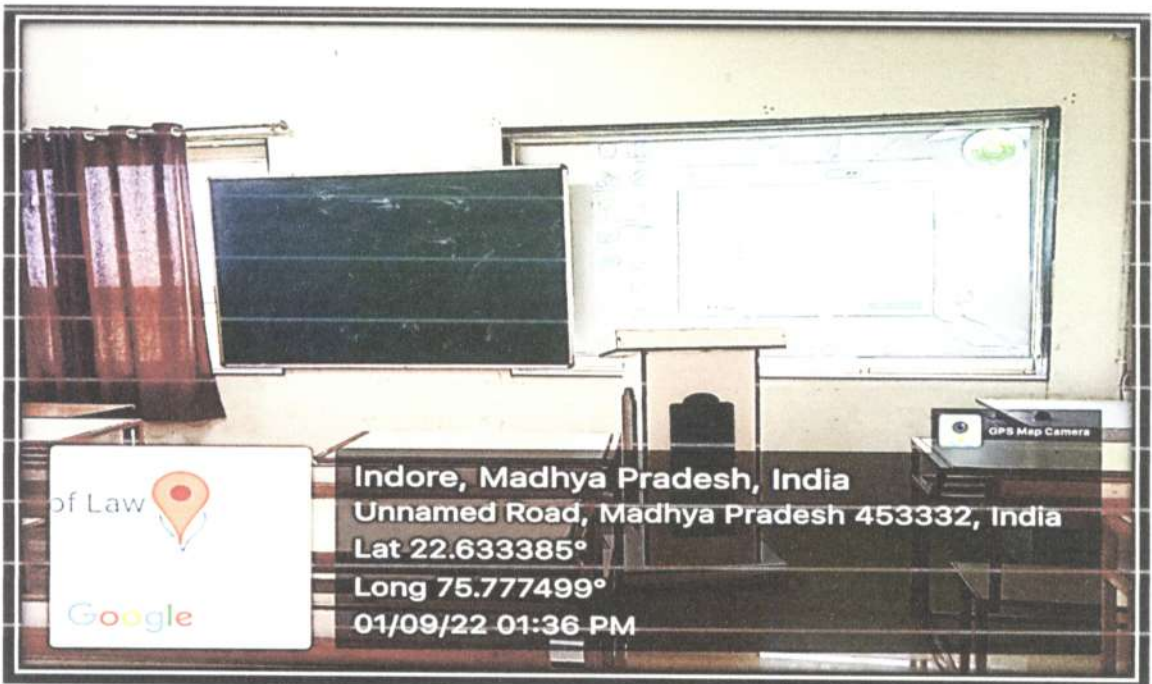 GPS Map Camera
of Law
Google
Indore, Madhya Pradesh, India
Unnamed Road, Madhya Pradesh 453332, India
Lat 22.633385°
Long 75.777499°
01/09/22 01:36 PM